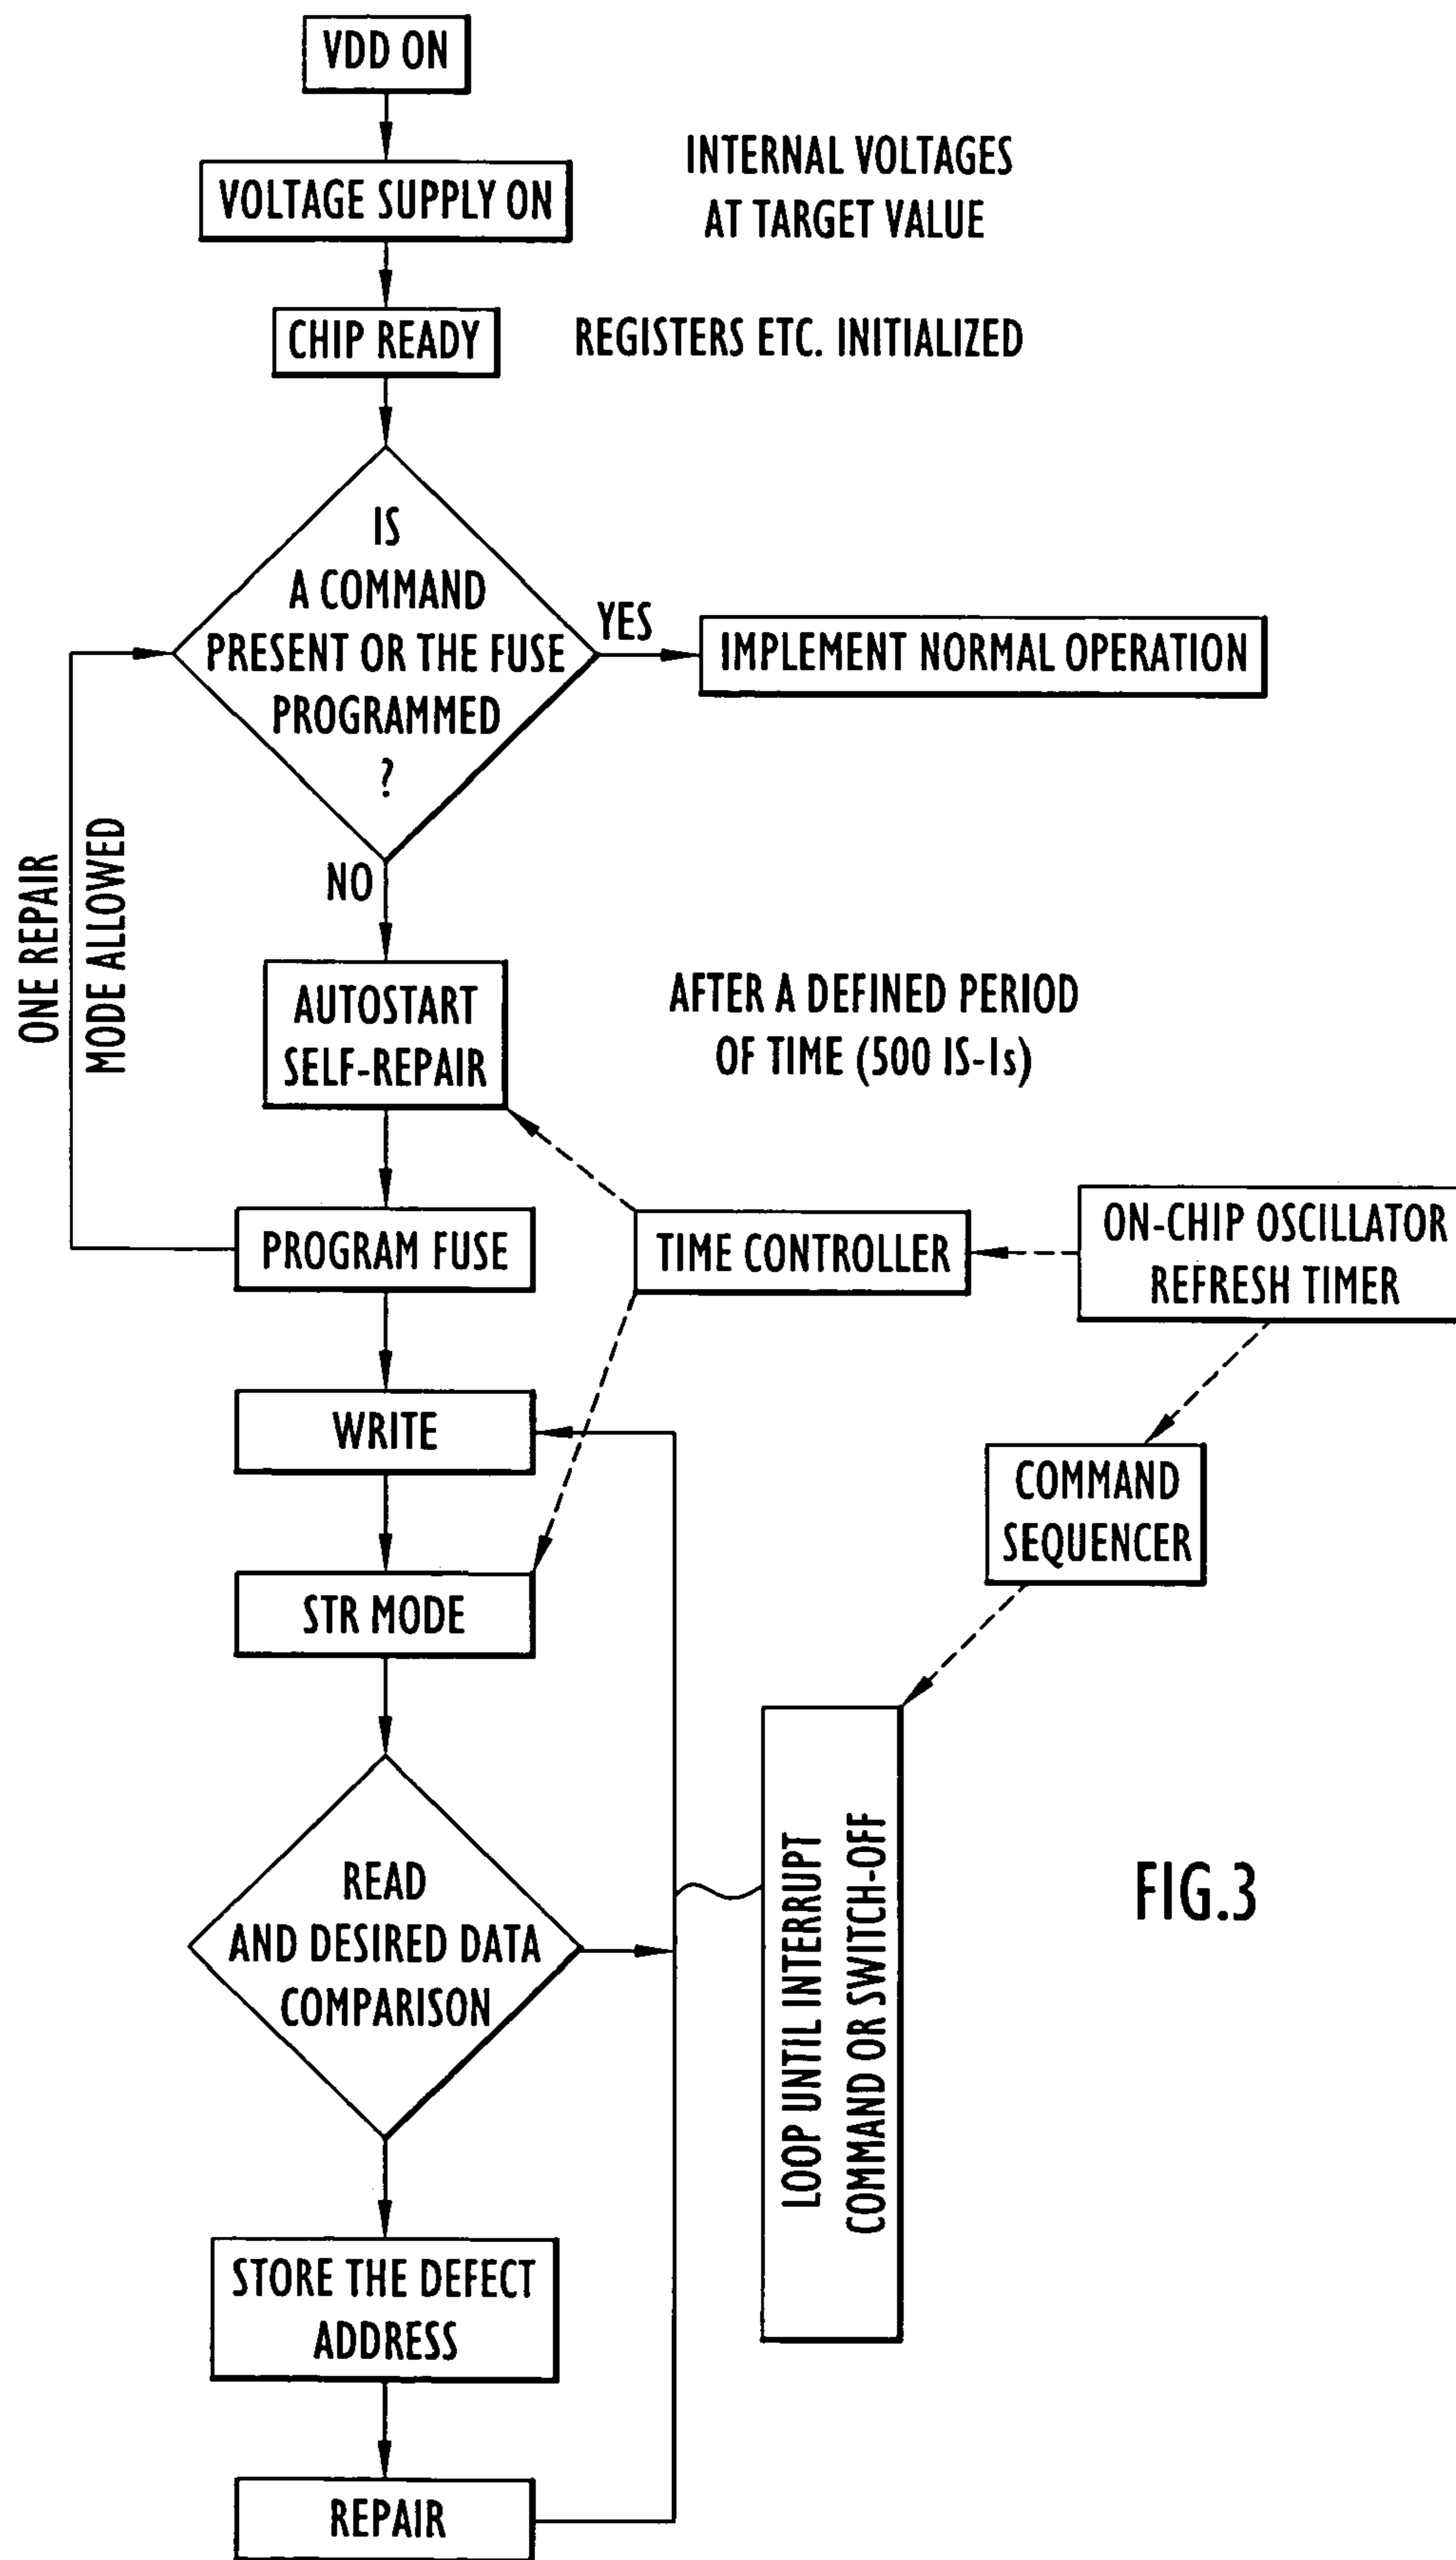 VDD ON
VOLTAGE SUPPLY ON
INTERNAL VOLTAGES
AT TARGET VALUE
CHIP READY
REGISTERS ETC. INITIALIZED
IS
A COMMAND
PRESENT OR THE FUSE
PROGRAMMED
?
YES
IMPLEMENT NORMAL OPERATION
NO
ONE REPAIR
MODE ALLOWED
AUTOSTART
SELF-REPAIR
AFTER A DEFINED PERIOD
OF TIME (500 IS-Is)
PROGRAM FUSE
TIME CONTROLLER
ON-CHIP OSCILLATOR
REFRESH TIMER
WRITE
COMMAND
SEQUENCER
STR MODE
READ
AND DESIRED DATA
COMPARISON
LOOP UNTIL INTERRUPT
COMMAND OR SWITCH-OFF
FIG.3
STORE THE DEFECT
ADDRESS
REPAIR